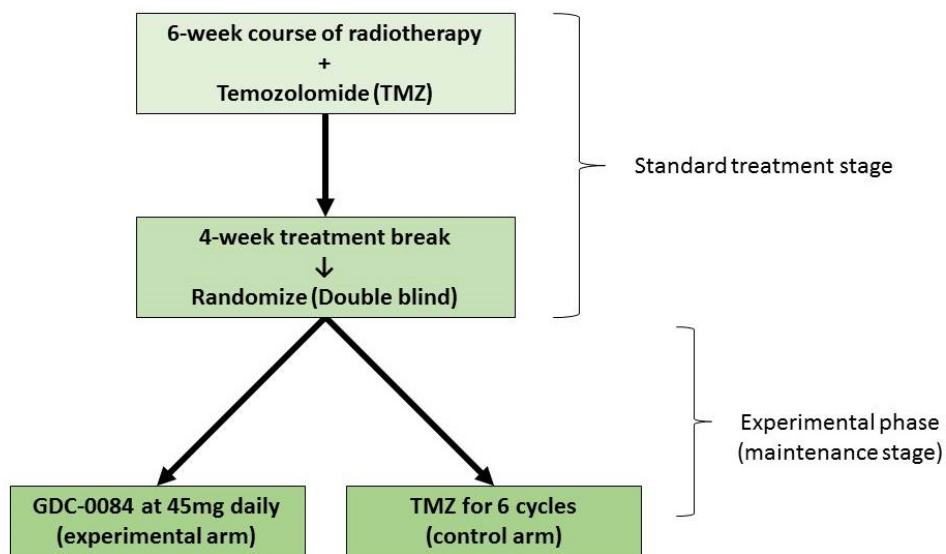 6-week course of radiotherapy
+
Temozolomide (TMZ)
Standard treatment stage
4-week treatment break
↓
Randomize (Double blind)
Experimental phase
(maintenance stage)
GDC-0084 at 45mg daily
(experimental arm)
TMZ for 6 cycles
(control arm)